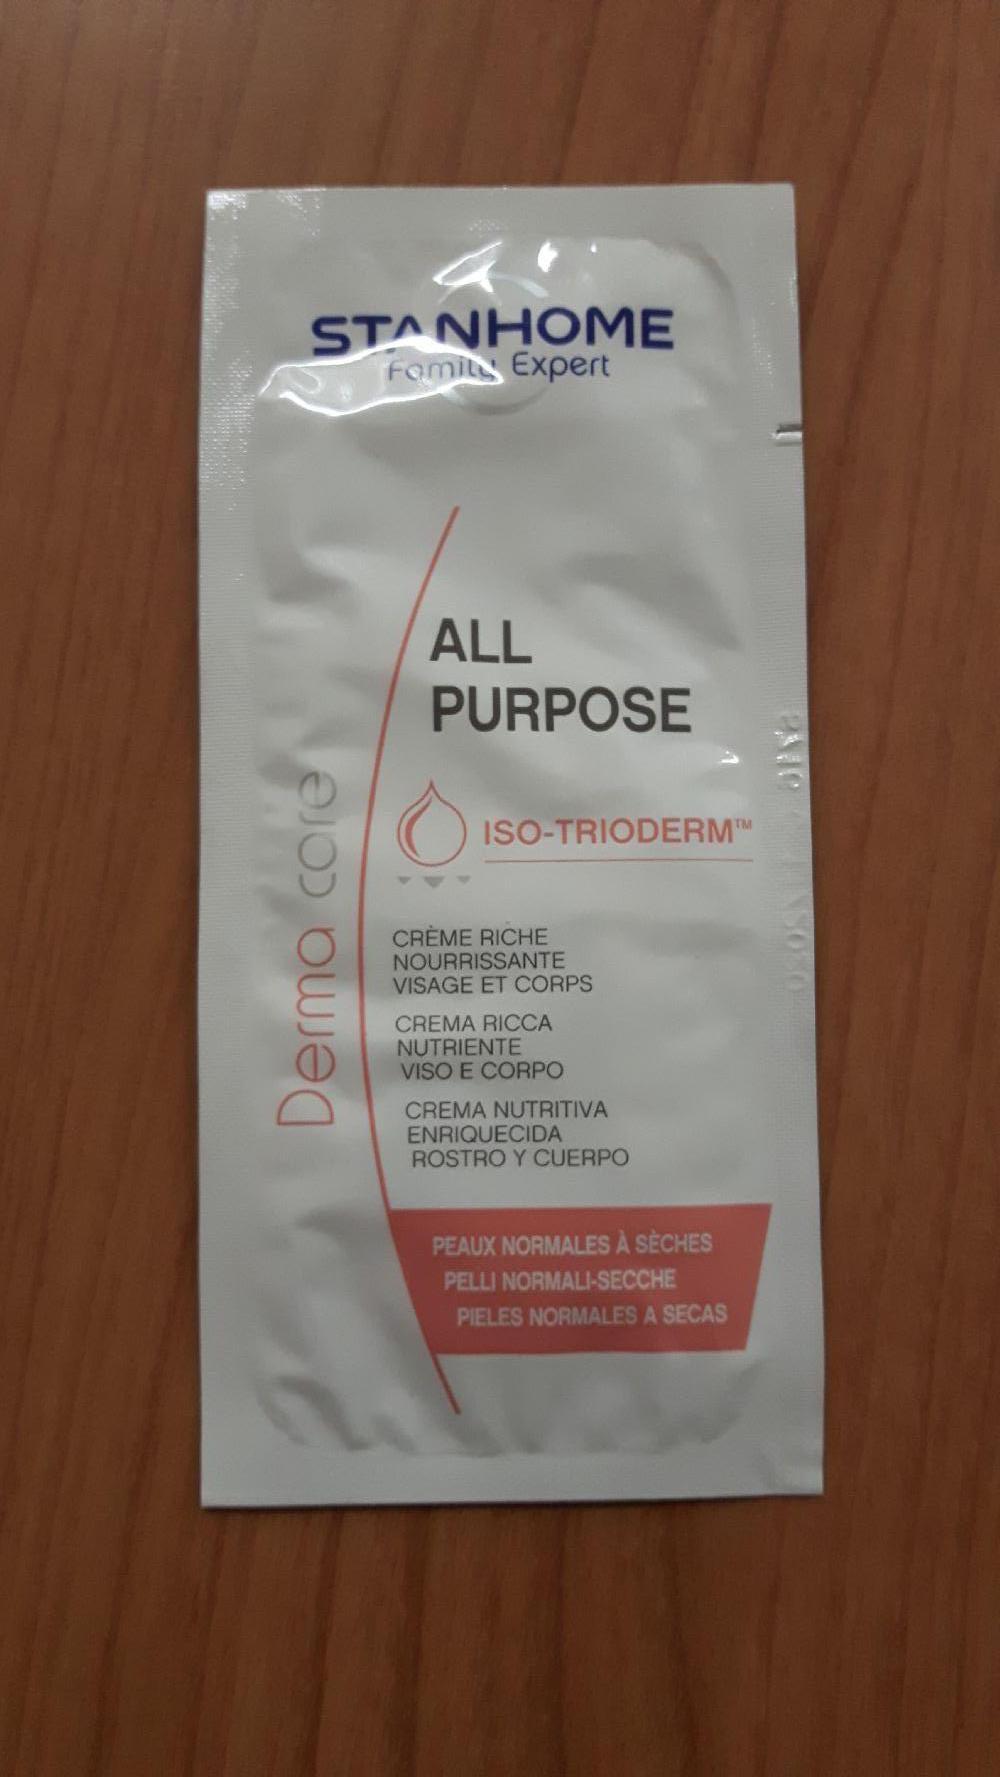 STANHOME
Family Expert
ALL
PURPOSE
ISO-TRIODERM™
Derma care
CRÈME RICHE
NOURRISSANTE
VISAGE ET CORPS
CREMA RICCA
NUTRIENTE
VISO E CORPO
CREMA NUTRITIVA
ENRIQUECIDA
ROSTRO Y CUERPO
PEAUX NORMALES À SÈCHES
PELLI NORMALI-SECCHE
PIELES NORMALES A SECAS